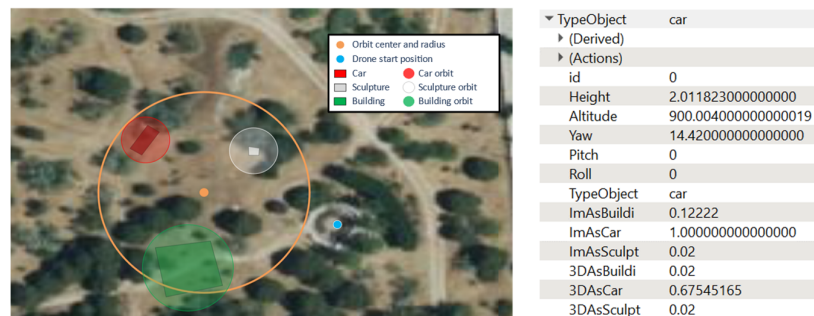 Orbit center and radius
Drone start position
Car Car orbit
Sculpture Sculpture orbit
Building Building orbit
TypeObject car
(Derived)
(Actions)
id 0
Height 2.011823000000000
Altitude 900.004000000000019
Yaw 14.420000000000000
Pitch 0
Roll 0
TypeObject car
ImAsBuildi 0.12222
ImAsCar 1.000000000000000
ImAsSculpt 0.02
3DAsBuildi 0.02
3DAsCar 0.67545165
3DAsSculpt 0.02